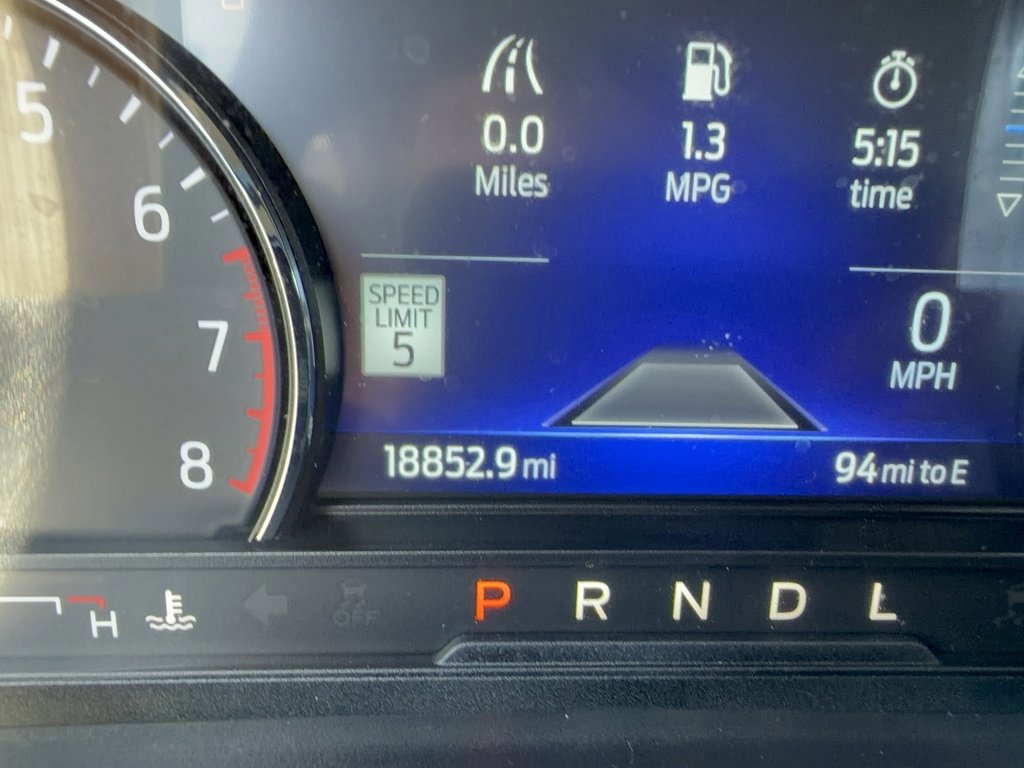 5
6
7
8
0.0
Miles
1.3
MPG
5:15
time
SPEED
LIMIT
5
0
MPH
18852.9 mi
94 mi to E
H
OFF
P R N D L